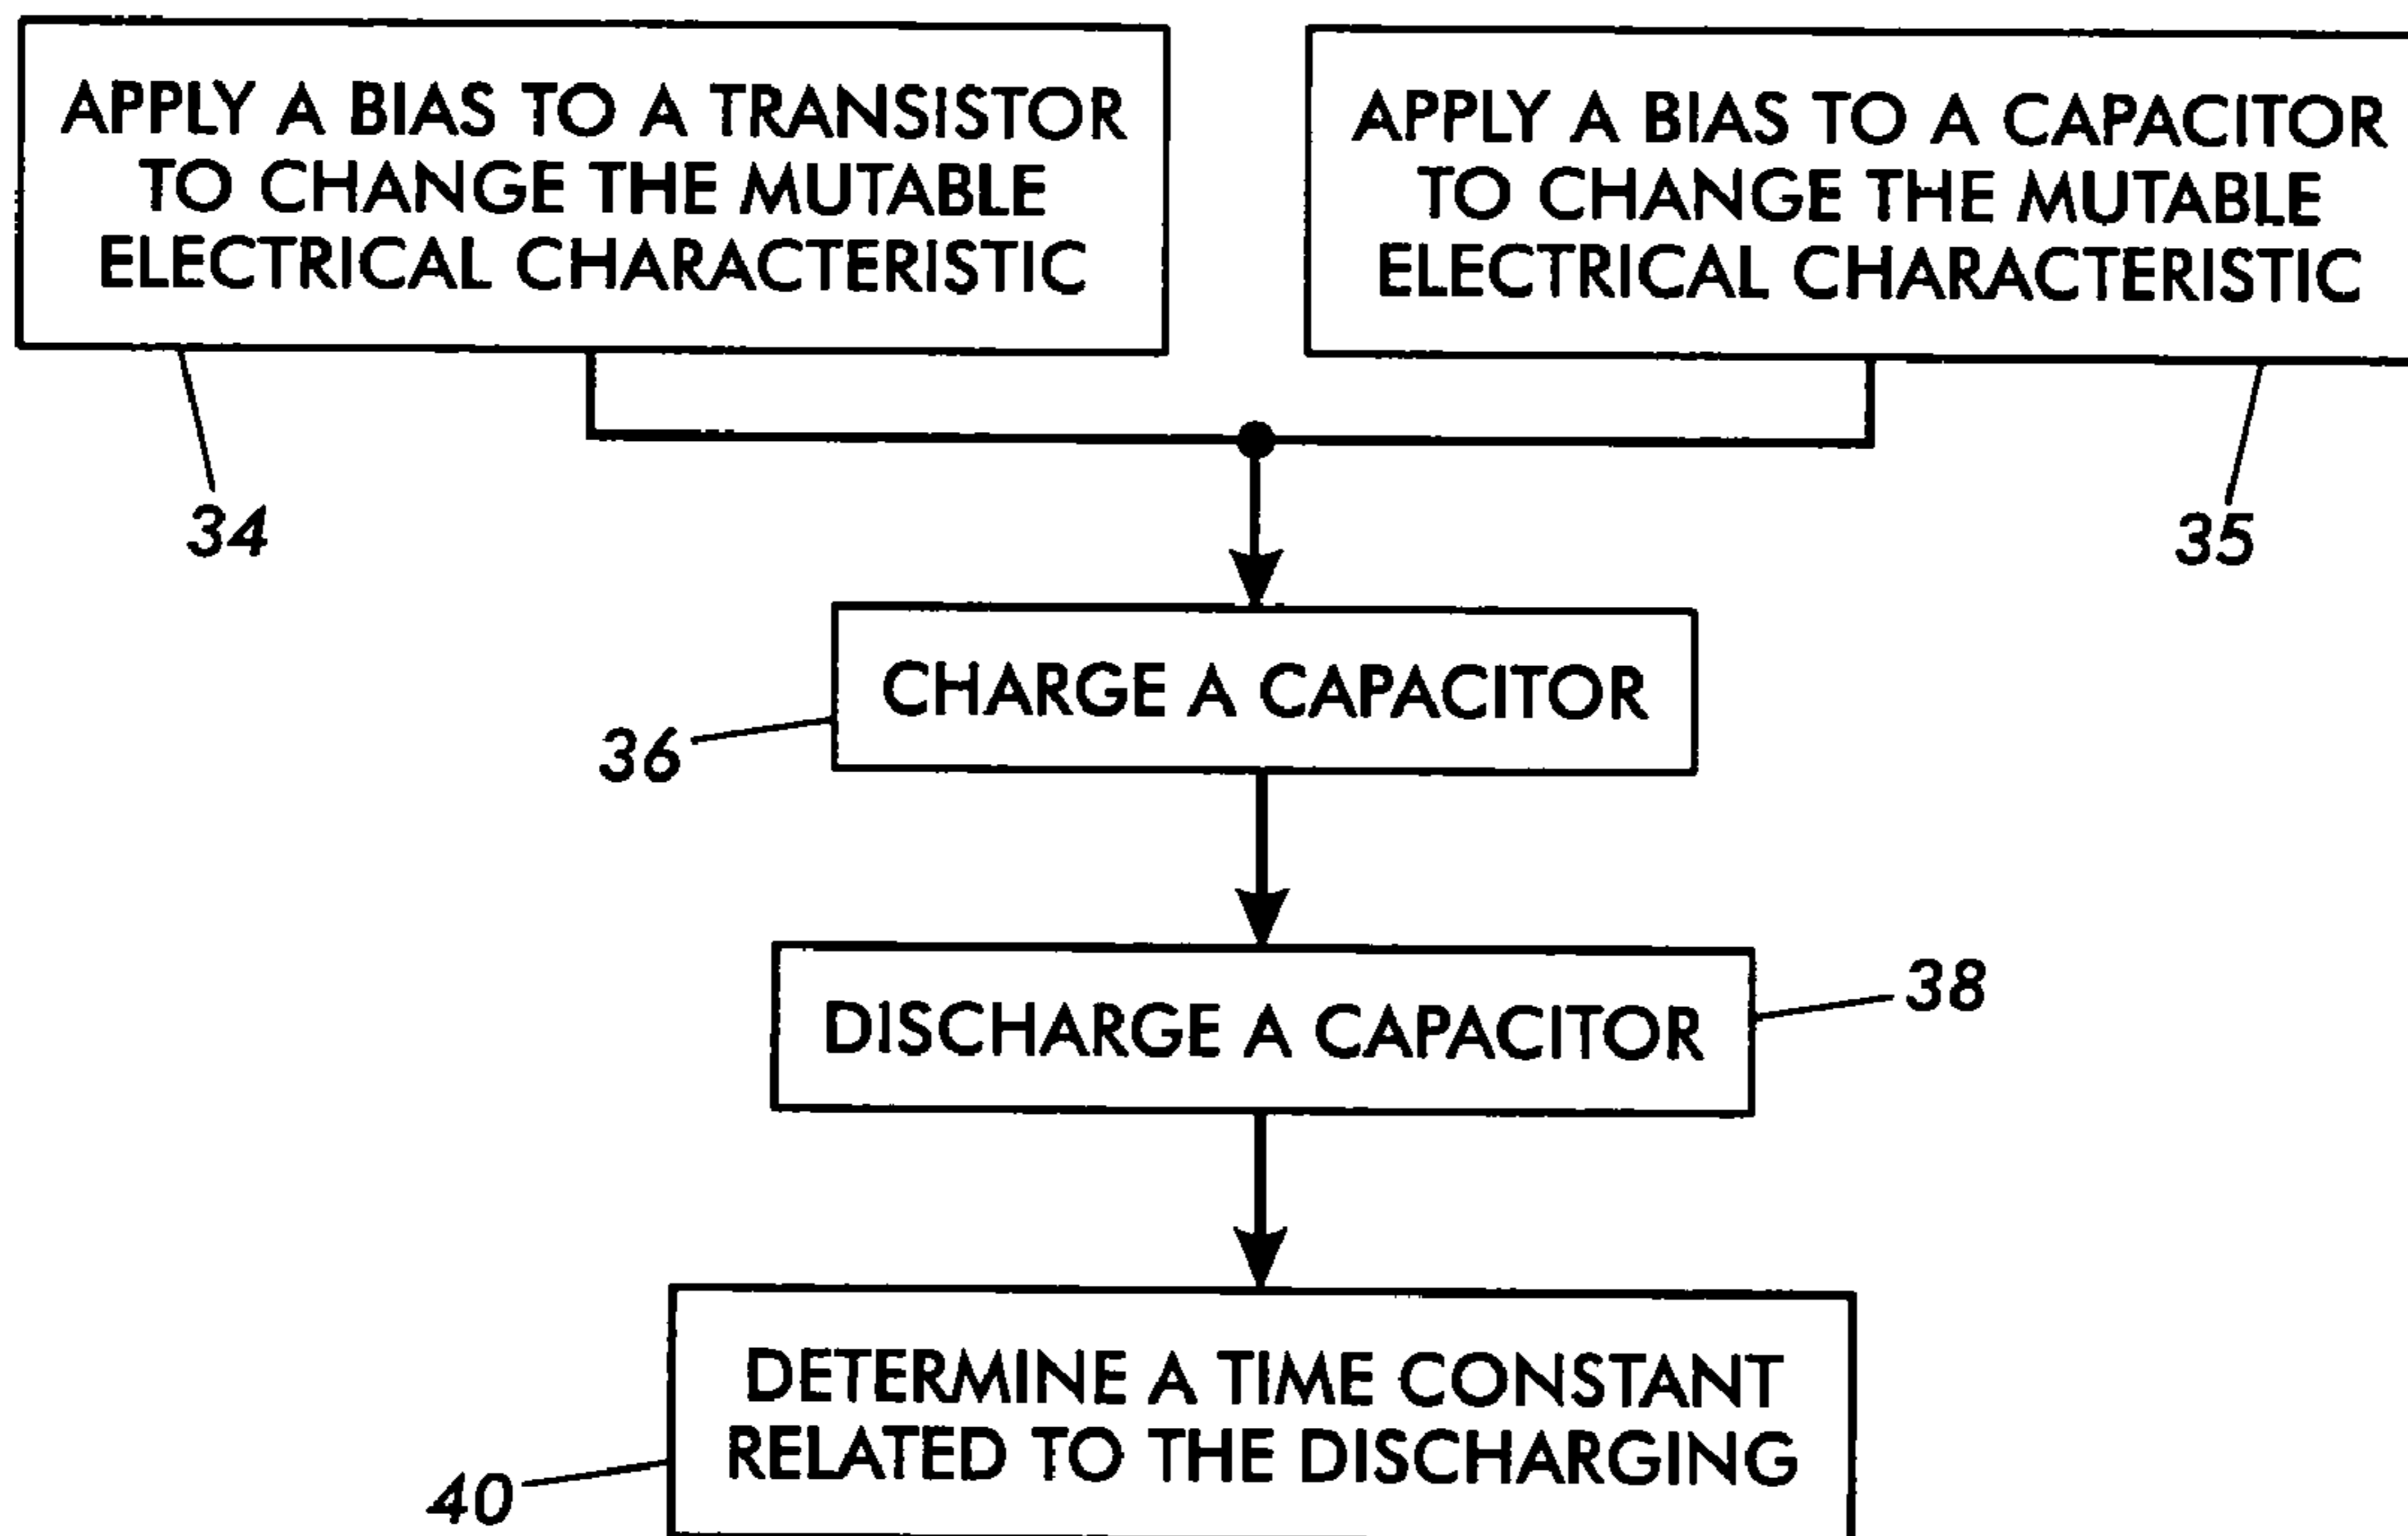 APPLY A BIAS TO A TRANSISTOR
TO CHANGE THE MUTABLE
ELECTRICAL CHARACTERISTIC
APPLY A BIAS TO A CAPACITOR
TO CHANGE THE MUTABLE
ELECTRICAL CHARACTERISTIC
34
35
CHARGE A CAPACITOR
36
DISCHARGE A CAPACITOR
38
DETERMINE A TIME CONSTANT
RELATED TO THE DISCHARGING
40